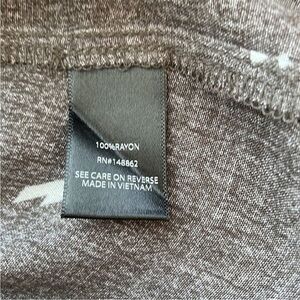 100%RAYON
RN#148662
SEE CARE ON REVERSE
MADE IN VIETNAM